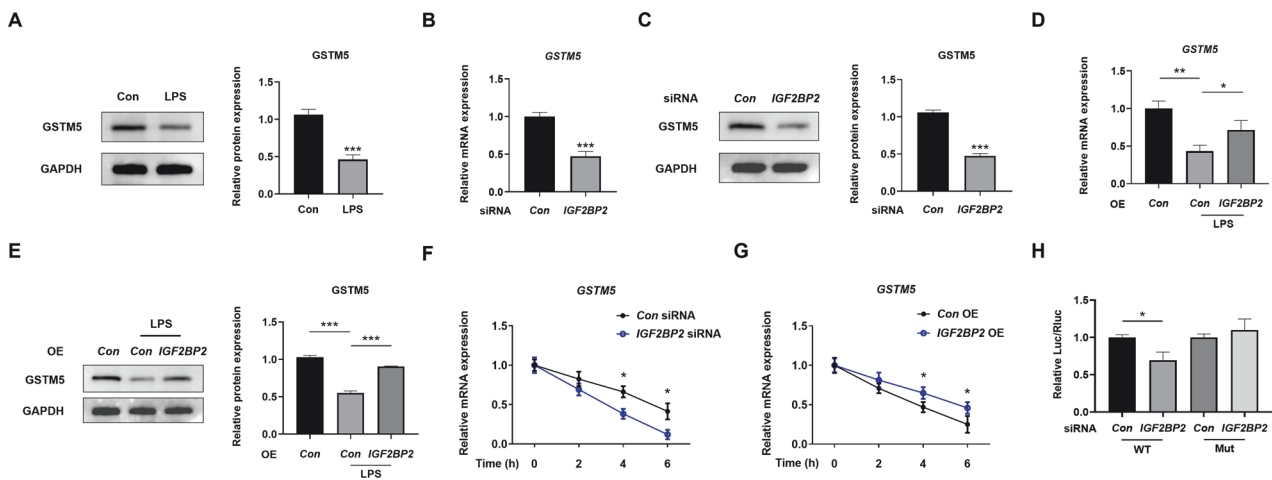 A
Con LPS
GSTM5
GAPDH
GSTM5
Relative protein expression
1.5
1.0
0.5
0.0
***
Con LPS
B
GSTM5
Relative mRNA expression
1.5
1.0
0.5
0.0
***
siRNA Con IGF2BP2
C
siRNA Con IGF2BP2
GSTM5
GAPDH
GSTM5
Relative protein expression
1.5
1.0
0.5
0.0
***
siRNA Con IGF2BP2
D
GSTM5
Relative mRNA expression
1.5
1.0
0.5
0.0
** *
OE Con Con IGF2BP2
LPS
E
LPS
OE Con Con IGF2BP2
GSTM5
GAPDH
GSTM5
Relative protein expression
1.5
1.0
0.5
0.0
*** ***
OE Con Con IGF2BP2
LPS
F
GSTM5
Con siRNA
IGF2BP2 siRNA
Relative mRNA expression
1.5
1.0
0.5
0.0
* *
Time (h) 0 2 4 6
G
GSTM5
Con OE
IGF2BP2 OE
Relative mRNA expression
1.5
1.0
0.5
0.0
* *
Time (h) 0 2 4 6
H
Relative Luc/Rluc
1.5
1.0
0.5
0.0
*
siRNA Con IGF2BP2 Con IGF2BP2
WT Mut